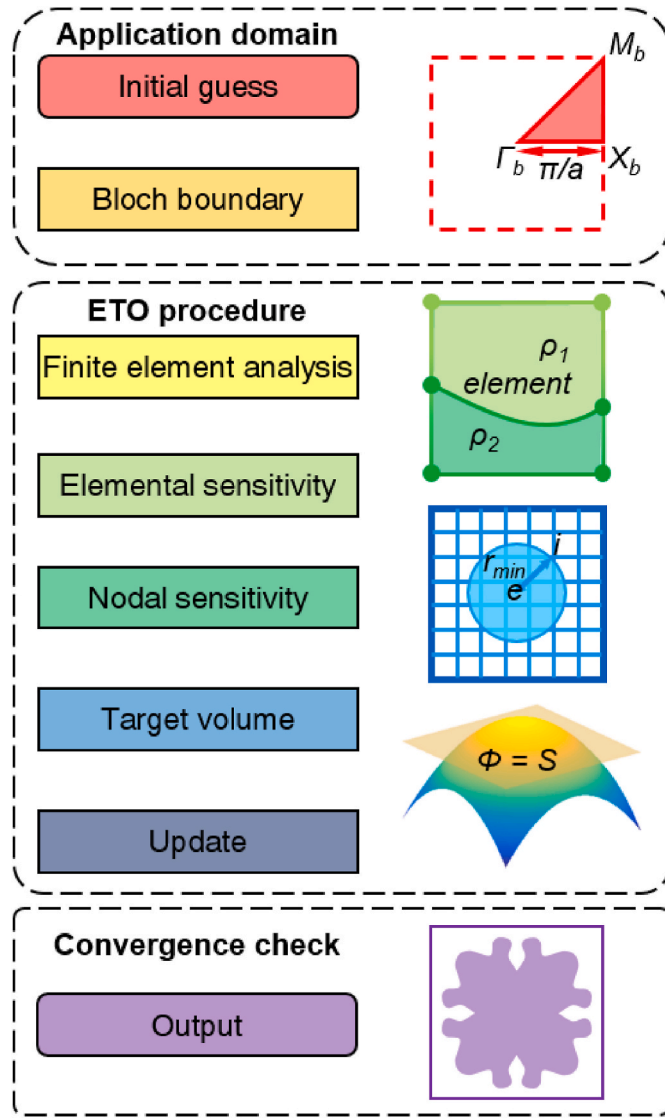 Application domain
Initial guess
Bloch boundary
M_b
Γ_b
π/a
X_b
ETO procedure
Finite element analysis
Elemental sensitivity
Nodal sensitivity
Target volume
Update
ρ_1
element
ρ_2
i
r_min
e
Φ = S
Convergence check
Output